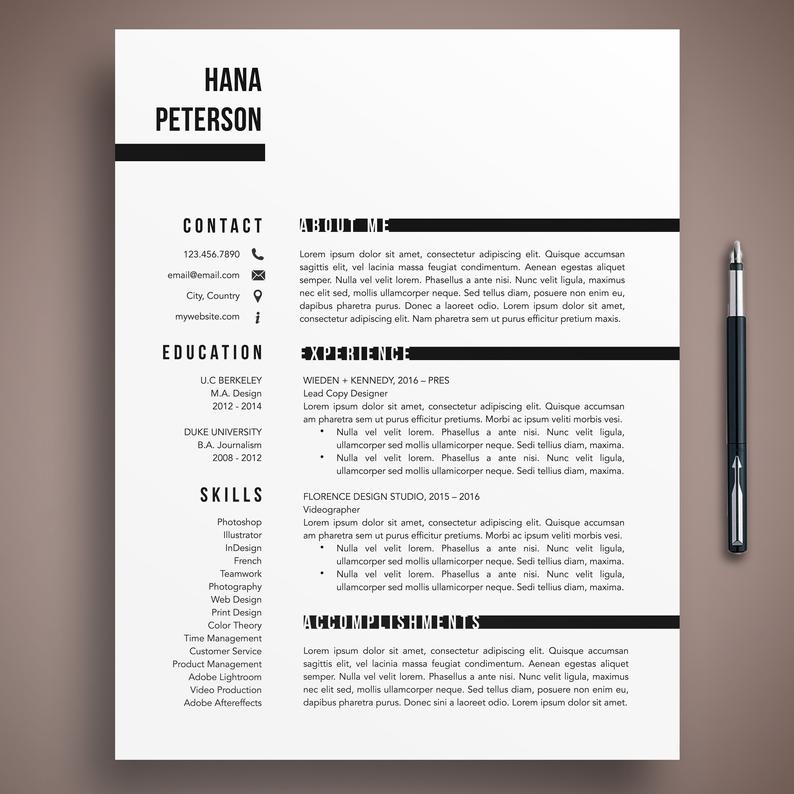 HANA
PETERSON
CONTACT
123.456.7890
email@email.com
City, Country
mywebsite.com
EDUCATION
U.C BERKELEY
M.A. Design
2012 - 2014
DUKE UNIVERSITY
B.A. Journalism
2008 - 2012
SKILLS
Photoshop
Illustrator
InDesign
French
Teamwork
Photography
Web Design
Print Design
Color Theory
Time Management
Customer Service
Product Management
Adobe Lightroom
Video Production
Adobe Aftereffects
ABOUT ME
Lorem ipsum dolor sit amet, consectetur adipiscing elit. Quisque accumsan
sagittis elit, vel lacinia massa feugiat condimentum. Aenean egestas aliquet
semper. Nulla vel velit lorem. Phasellus a ante nisi. Nunc velit ligula, maximus
nec elit sed, mollis ullamcorper neque. Sed tellus diam, posuere non enim eu,
dapibus pharetra purus. Donec a laoreet odio. Lorem ipsum dolor sit amet,
consectetur adipiscing elit. Nam pharetra sem ut purus efficitur pretium maxis.
EXPERIENCE
WIEDEN + KENNEDY, 2016 – PRES
Lead Copy Designer
Lorem ipsum dolor sit amet, consectetur adipiscing elit. Quisque accumsan
am pharetra sem ut purus efficitur pretiums. Morbi ac ipsum veliti morbis vesi.
• Nulla vel velit lorem. Phasellus a ante nisi. Nunc velit ligula,
ullamcorper sed mollis ullamcorper neque. Sedi tellius diam, maxima.
• Nulla vel velit lorem. Phasellus a ante nisi. Nunc velit ligula,
ullamcorper sed mollis ullamcorper neque. Sedi tellius diam, maxima.
FLORENCE DESIGN STUDIO, 2015 – 2016
Videographer
Lorem ipsum dolor sit amet, consectetur adipiscing elit. Quisque accumsan
am pharetra sem ut purus efficitur pretiums. Morbi ac ipsum veliti morbis vesi.
• Nulla vel velit lorem. Phasellus a ante nisi. Nunc velit ligula,
ullamcorper sed mollis ullamcorper neque. Sedi tellius diam, maxima.
• Nulla vel velit lorem. Phasellus a ante nisi. Nunc velit ligula,
ullamcorper sed mollis ullamcorper neque. Sedi tellius diam, maxima.
ACCOMPLISHMENTS
Lorem ipsum dolor sit amet, consectetur adipiscing elit. Quisque accumsan
sagittis elit, vel lacinia massa feugiat condimentum. Aenean egestas aliquet
semper. Nulla vel velit lorem. Phasellus a ante nisi. Nunc velit ligula, maximus
nec elit sed, mollis ullamcorper neque. Sed tellus diam, posuere non enim eu,
dapibus pharetra purus. Donec sini a laoreet odio. Lorem ipsum dolor sit amet.